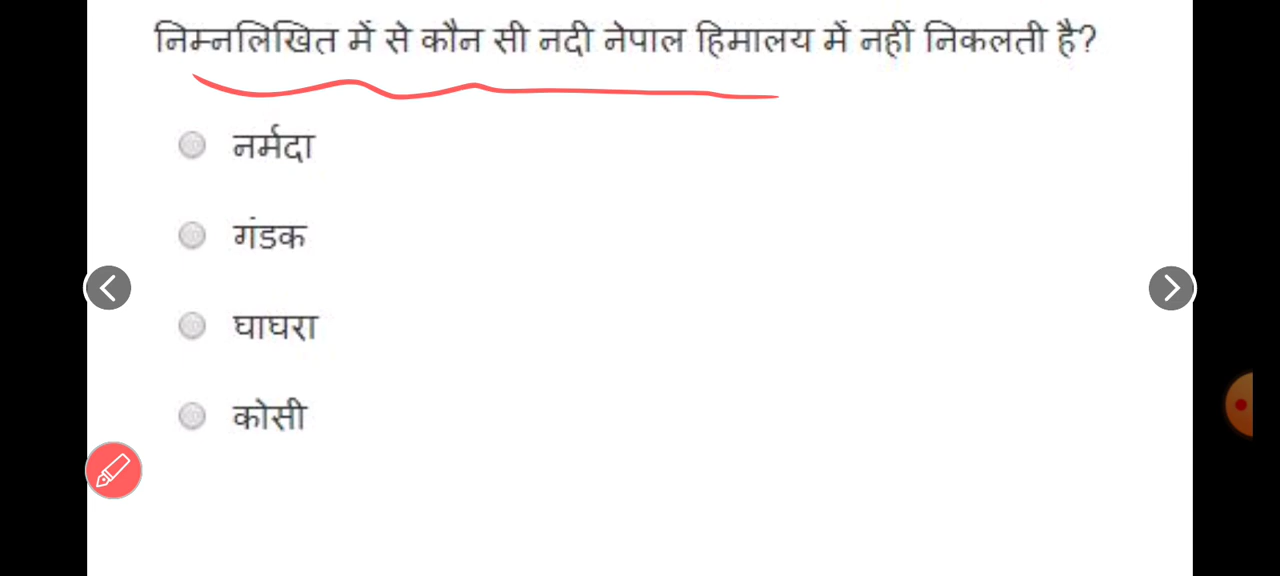 निम्नलिखित में से कौन सी नदी नेपाल हिमालय में नहीं निकलती है?
नर्मदा
गंडक
घाघरा
कोसी